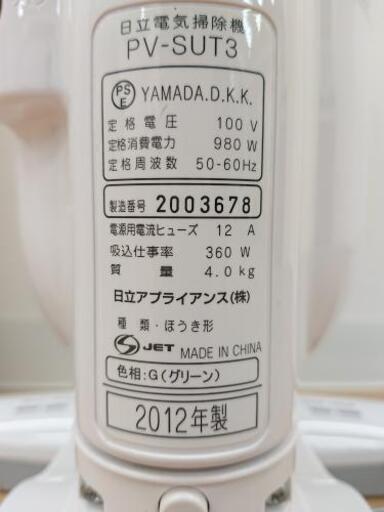 日立電気掃除機
PV-SUT3
PS E YAMADA.D.K.K.
定格電圧 100 V
定格消費電力 980 W
定格周波数 50-60Hz
製造番号 2003678
電源用電流ヒューズ 12 A
吸込仕事率 360 W
質量 4.0kg
日立アプライアンス(株)
種類・ほうき形
S JET MADE IN CHINA
色相:G(グリーン)
2012年製